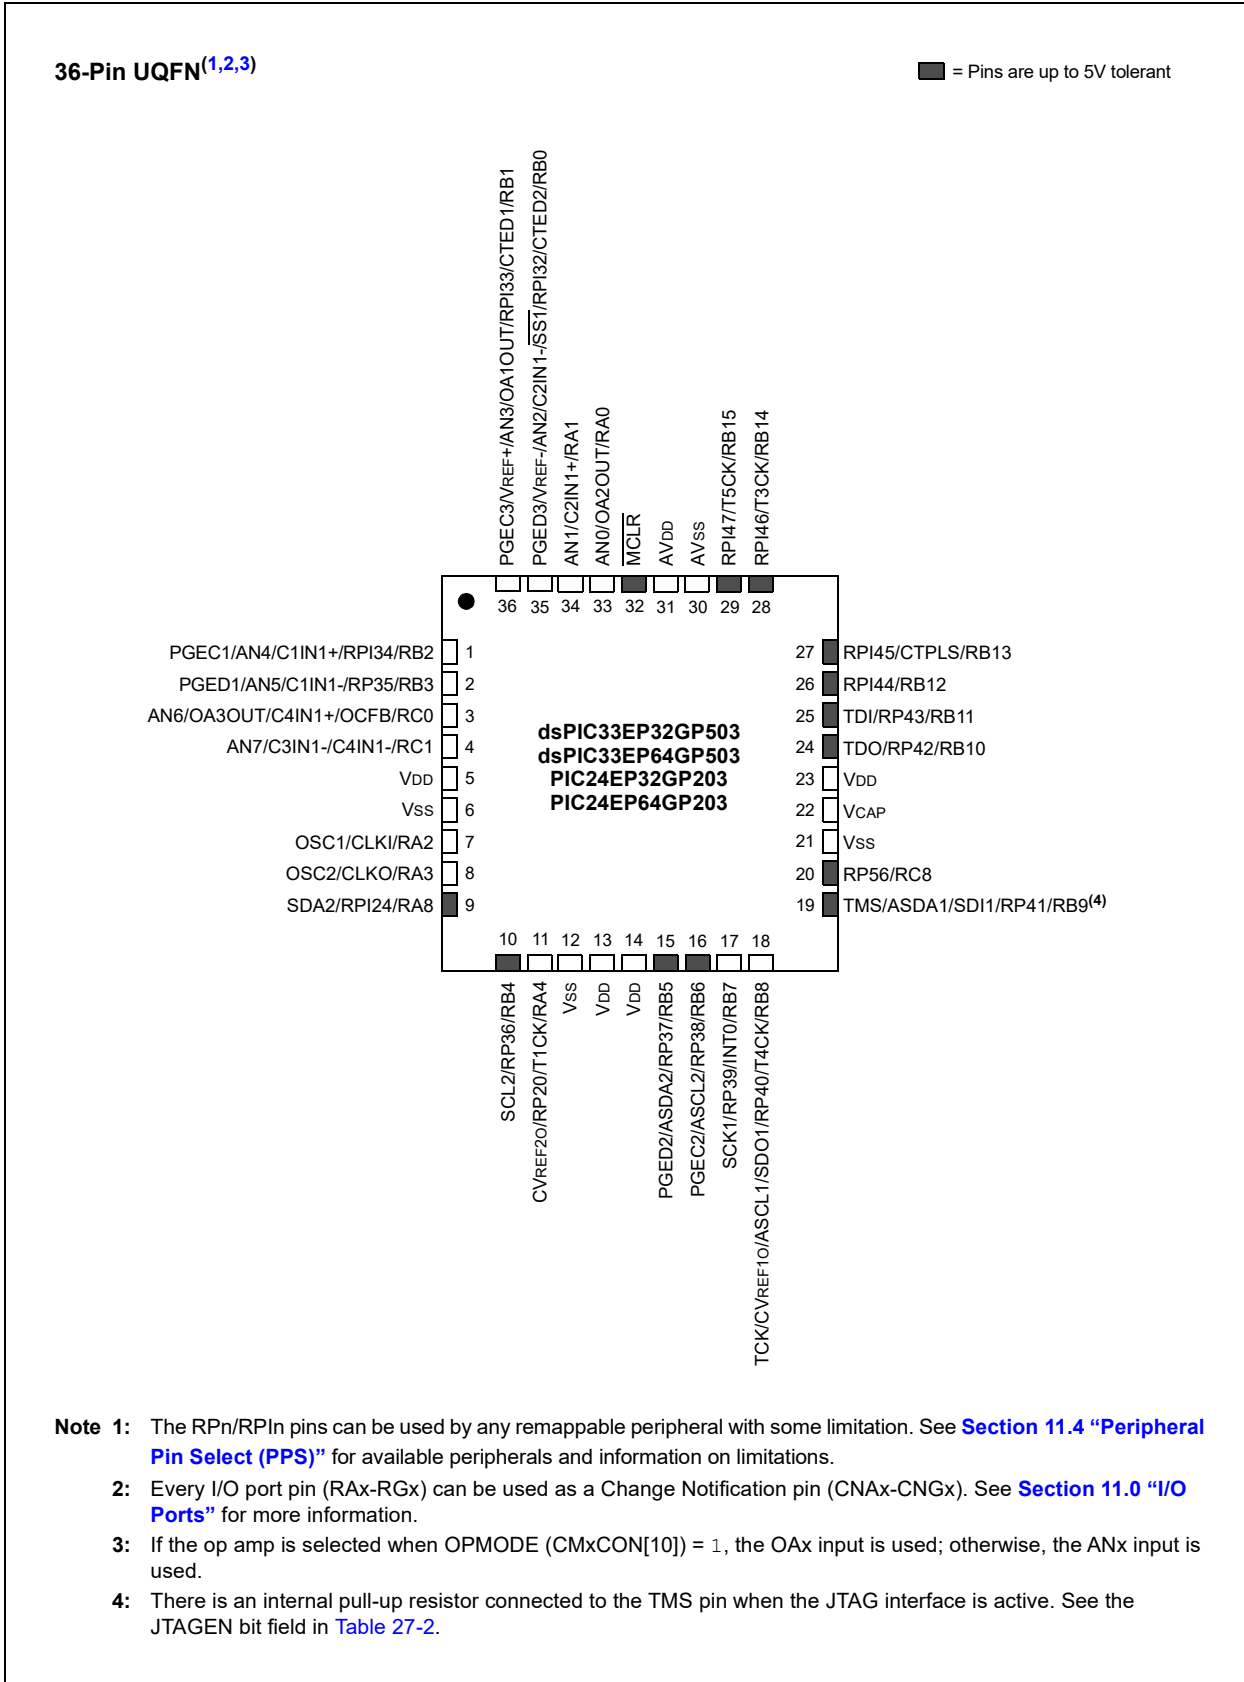 36-Pin UQFN(1,2,3)
= Pins are up to 5V tolerant
PGEC3/VREF+/AN3/OA1OUT/RPI33/CTED1/RB1
PGED3/VREF-/AN2/C2IN1-/SS1/RPI32/CTED2/RB0
AN1/C2IN1+/RA1
AN0/OA2OUT/RA0
MCLR
AVDD
AVSS
RPI47/T5CK/RB15
RPI46/T3CK/RB14
36 35 34 33 32 31 30 29 28
PGEC1/AN4/C1IN1+/RPI34/RB2 1
PGED1/AN5/C1IN1-/RP35/RB3 2
AN6/OA3OUT/C4IN1+/OCFB/RC0 3
AN7/C3IN1-/C4IN1-/RC1 4
VDD 5
VSS 6
OSC1/CLKI/RA2 7
OSC2/CLKO/RA3 8
SDA2/RPI24/RA8 9
dsPIC33EP32GP503
dsPIC33EP64GP503
PIC24EP32GP203
PIC24EP64GP203
27 RPI45/CTPLS/RB13
26 RPI44/RB12
25 TDI/RP43/RB11
24 TDO/RP42/RB10
23 VDD
22 VCAP
21 VSS
20 RP56/RC8
19 TMS/ASDA1/SDI1/RP41/RB9(4)
10 11 12 13 14 15 16 17 18
SCL2/RP36/RB4
CVREF2O/RP20/T1CK/RA4
VSS
VDD
VDD
PGED2/ASDA2/RP37/RB5
PGEC2/ASCL2/RP38/RB6
SCK1/RP39/INT0/RB7
TCK/CVREF1O/ASCL1/SDO1/RP40/T4CK/RB8
Note 1: The RPn/RPIn pins can be used by any remappable peripheral with some limitation. See Section 11.4 “Peripheral
Pin Select (PPS)” for available peripherals and information on limitations.
2: Every I/O port pin (RAx-RGx) can be used as a Change Notification pin (CNAx-CNGx). See Section 11.0 “I/O
Ports” for more information.
3: If the op amp is selected when OPMODE (CMxCON[10]) = 1, the OAx input is used; otherwise, the ANx input is
used.
4: There is an internal pull-up resistor connected to the TMS pin when the JTAG interface is active. See the
JTAGEN bit field in Table 27-2.